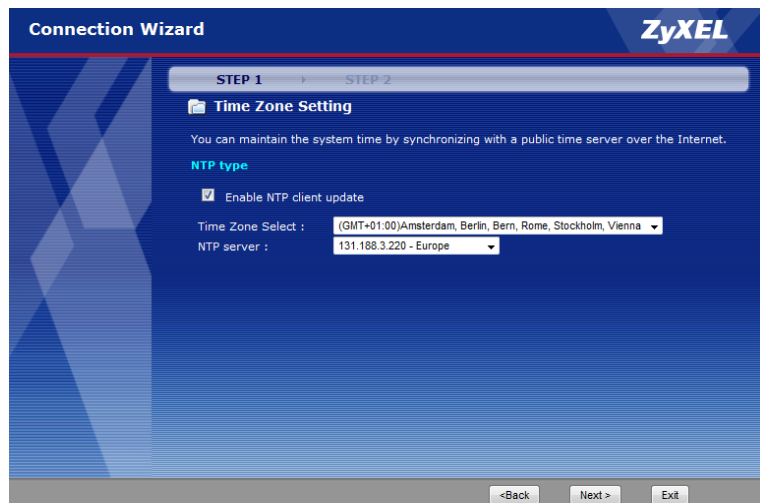 Connection Wizard
ZyXEL
STEP 1
STEP 2
Time Zone Setting
You can maintain the system time by synchronizing with a public time server over the Internet.
NTP type
Enable NTP client update
Time Zone Select : (GMT+01:00)Amsterdam, Berlin, Bern, Rome, Stockholm, Vienna
NTP server : 131.188.3.220 - Europe
<Back Next > Exit